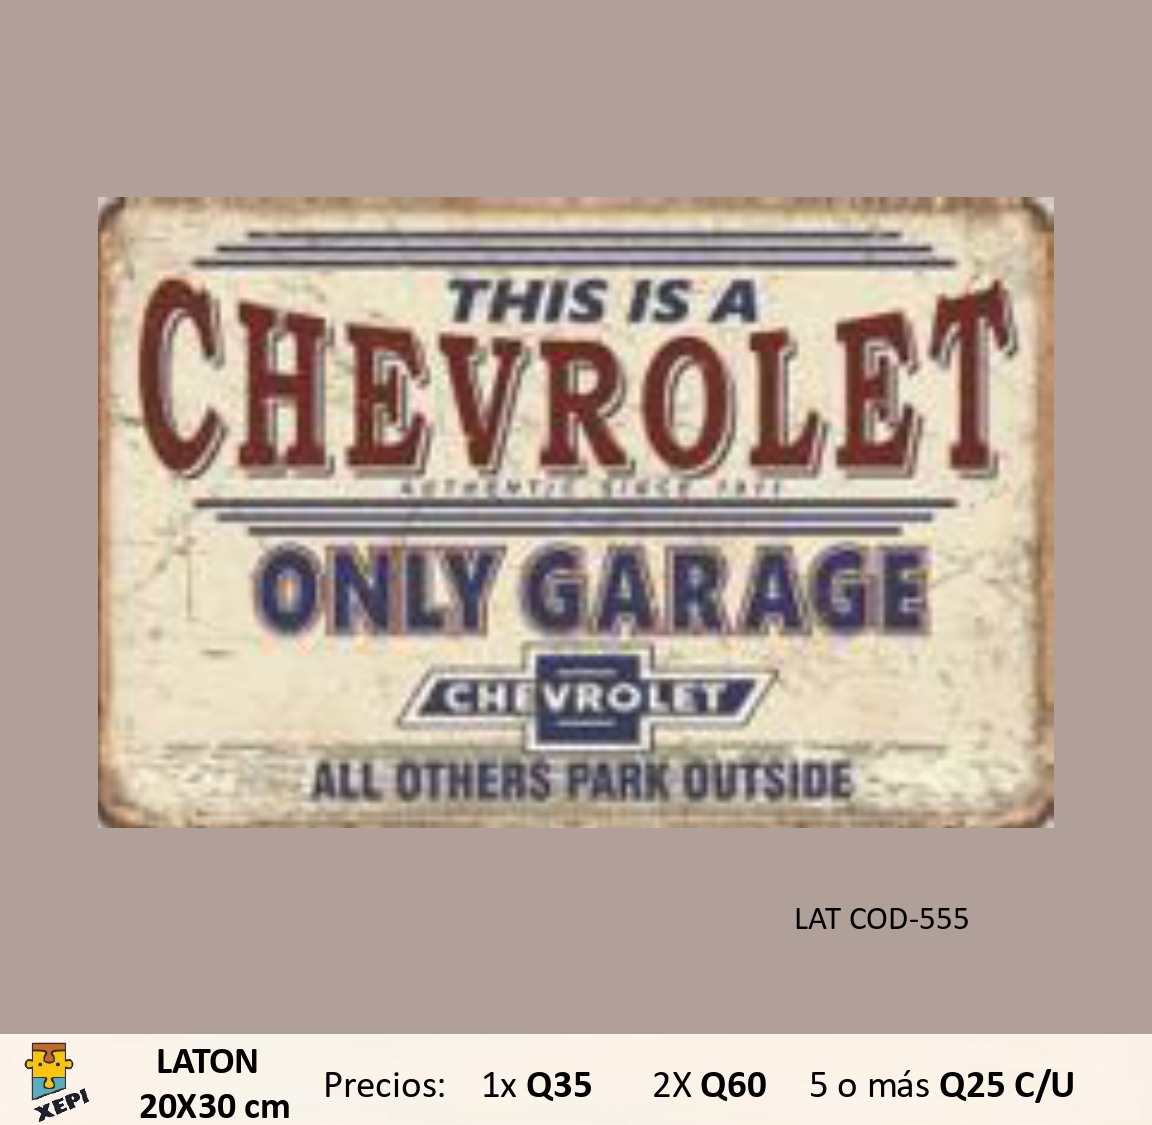 THIS IS A
CHEVROLET
AUTHENTIC SINCE 1911
ONLY GARAGE
CHEVROLET
ALL OTHERS PARK OUTSIDE
LAT COD-555
XEPI
LATON
20X30 cm
Precios: 1x Q35 2X Q60 5 o más Q25 C/U